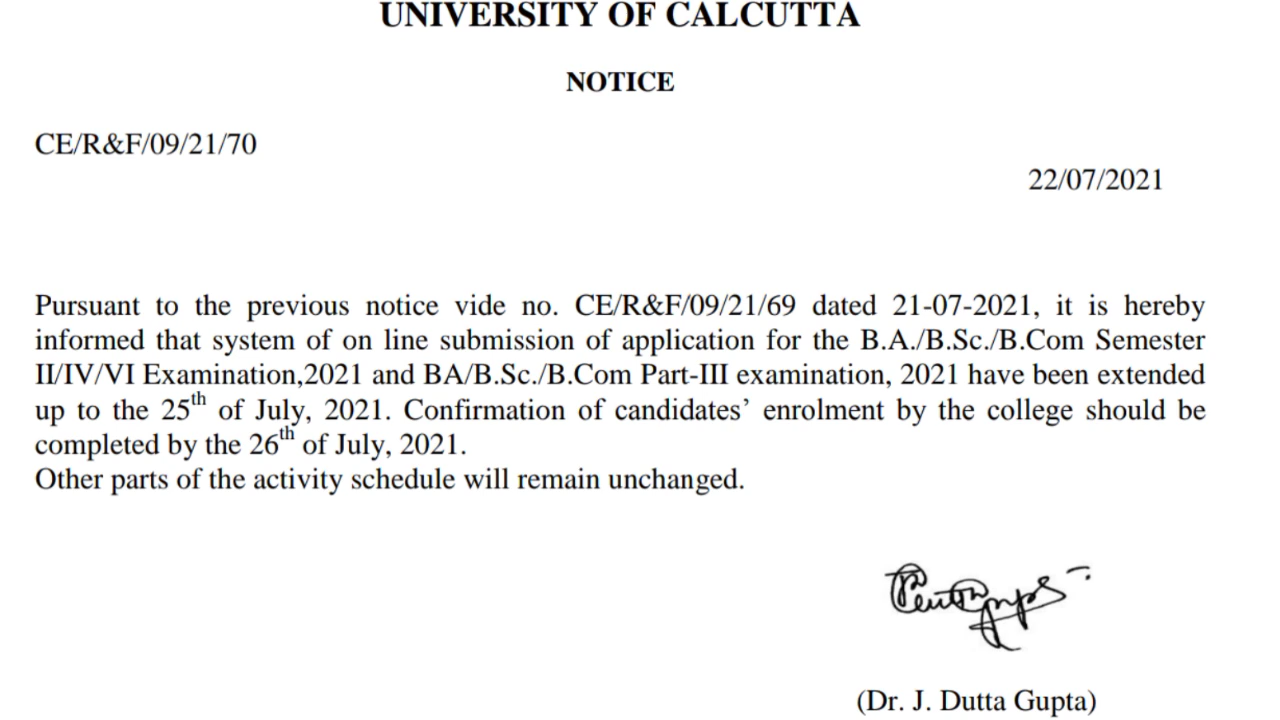 UNIVERSITY OF CALCUTTA
NOTICE
CE/R&F/09/21/70
22/07/2021
Pursuant to the previous notice vide no. CE/R&F/09/21/69 dated 21-07-2021, it is hereby
informed that system of on line submission of application for the B.A./B.Sc./B.Com Semester
II/IV/VI Examination,2021 and BA/B.Sc./B.Com Part-III examination, 2021 have been extended
up to the 25th of July, 2021. Confirmation of candidates’ enrolment by the college should be
completed by the 26th of July, 2021.
Other parts of the activity schedule will remain unchanged.
(Dr. J. Dutta Gupta)